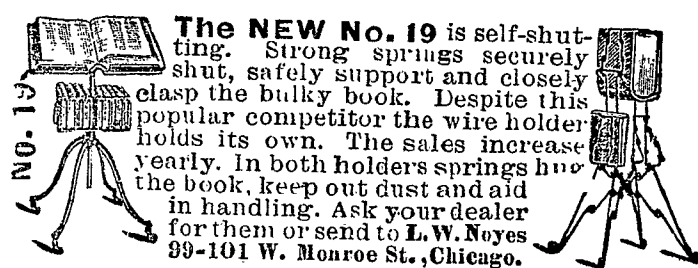 No. 19
The NEW No. 19 is self-shut-
ting. Strong springs securely
shut, safely support and closely
clasp the bulky book. Despite this
popular competitor the wire holder
holds its own. The sales increase
yearly. In both holders springs hug
the book, keep out dust and aid
in handling. Ask your dealer
for them or send to L. W. Noyes
99-101 W. Monroe St., Chicago.